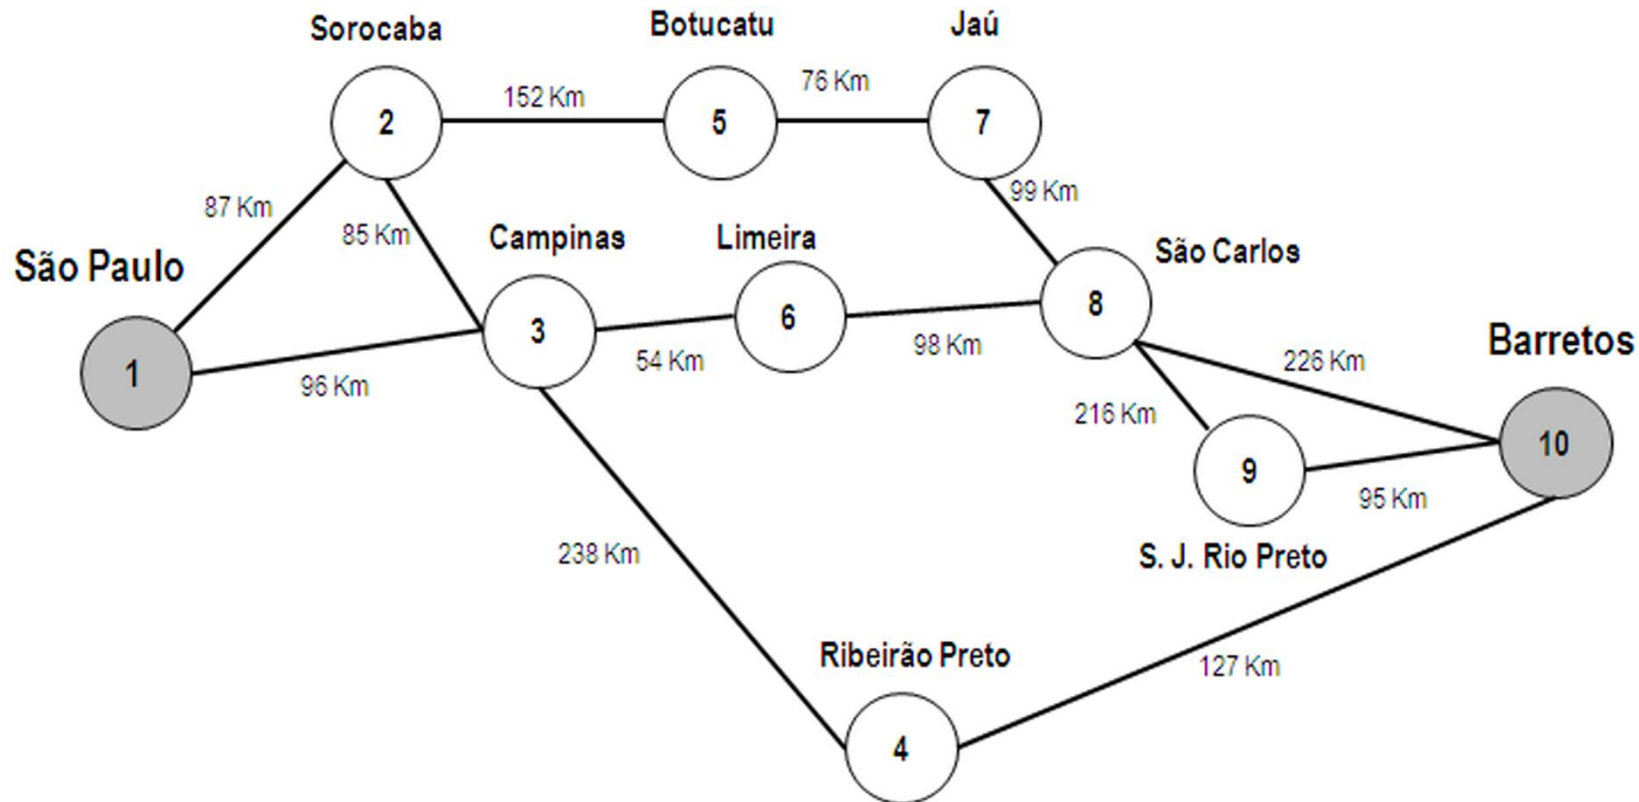 Sorocaba
Botucatu
Jaú
76 Km
152 Km
2
5
7
87 Km
99 Km
85 Km
Campinas
Limeira
São Carlos
São Paulo
8
6
3
98 Km
Barretos
54 Km
226 Km
1
96 Km
216 Km
10
9
95 Km
238 Km
S. J. Rio Preto
Ribeirão Preto
127 Km
4